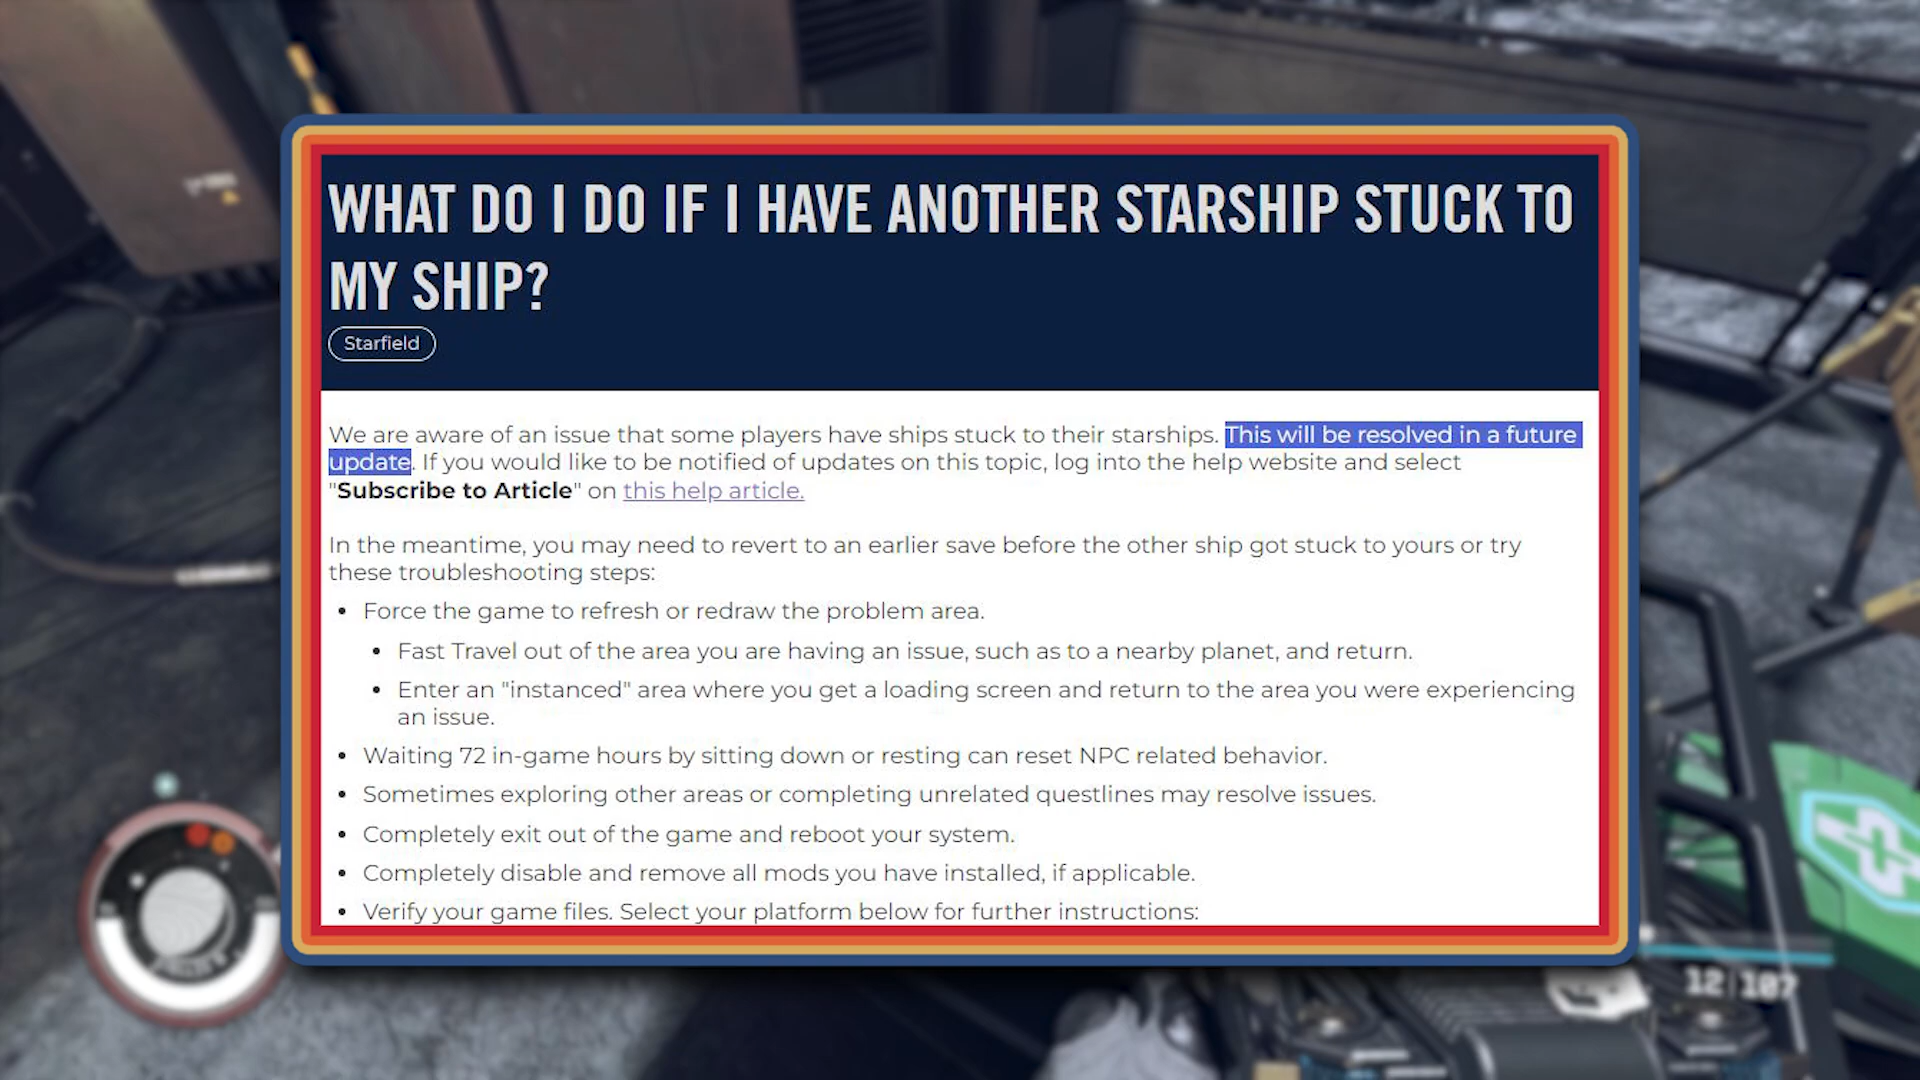 WHAT DO I DO IF I HAVE ANOTHER STARSHIP STUCK TO
MY SHIP?
Starfield
We are aware of an issue that some players have ships stuck to their starships. This will be resolved in a future
update. If you would like to be notified of updates on this topic, log into the help website and select
"Subscribe to Article" on this help article.
In the meantime, you may need to revert to an earlier save before the other ship got stuck to yours or try
these troubleshooting steps:
• Force the game to refresh or redraw the problem area.
• Fast Travel out of the area you are having an issue, such as to a nearby planet, and return.
• Enter an "instanced" area where you get a loading screen and return to the area you were experiencing
an issue.
• Waiting 72 in-game hours by sitting down or resting can reset NPC related behavior.
• Sometimes exploring other areas or completing unrelated questlines may resolve issues.
• Completely exit out of the game and reboot your system.
• Completely disable and remove all mods you have installed, if applicable.
• Verify your game files. Select your platform below for further instructions:
12|107